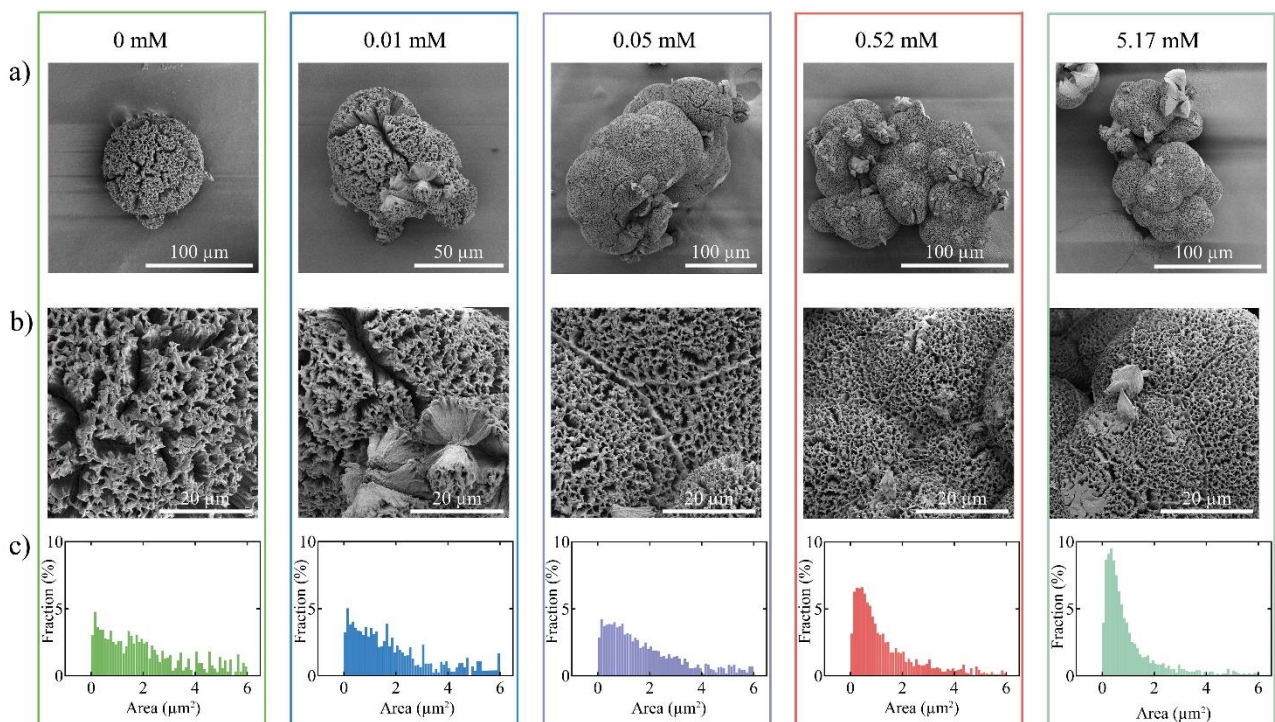 0 mM 0.01 mM 0.05 mM 0.52 mM 5.17 mM
a)
100 µm 50 µm 100 µm 100 µm 100 µm
b)
20 µm 20 µm 20 µm 20 µm 20 µm
c)
10 10 10 10 10
Fraction (%) Fraction (%) Fraction (%) Fraction (%) Fraction (%)
5 5 5 5 5
0 0 0 0 0
0 2 4 6 0 2 4 6 0 2 4 6 0 2 4 6 0 2 4 6
Area (µm²) Area (µm²) Area (µm²) Area (µm²) Area (µm²)